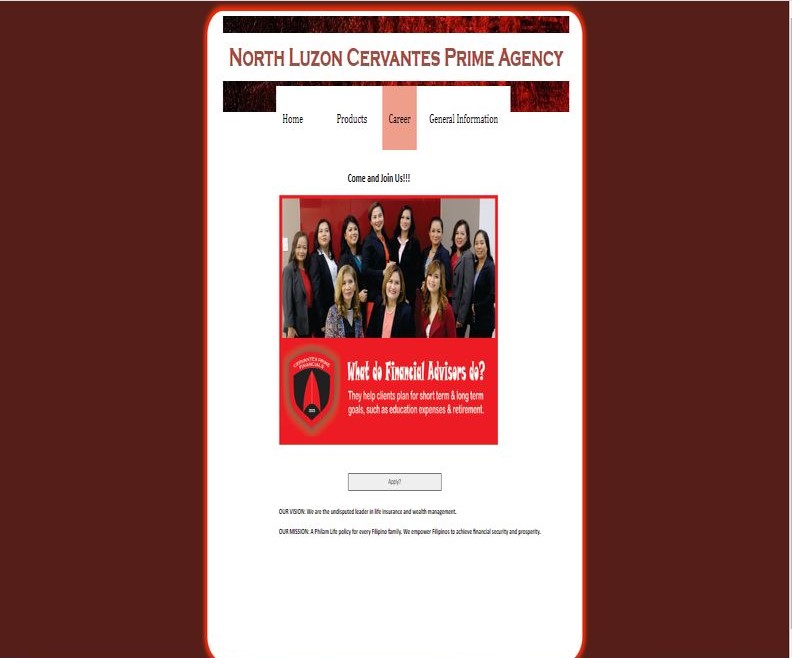 North Luzon Cervantes Prime Agency
Home Products Career General Information
Come and Join Us!!!
CERVANTES PRIME
FINANCIALS
2022
What do Financial Advisors do?
They help clients plan for short term & long term
goals, such as education expenses & retirement.
Apply?
OUR VISION: We are the undisputed leader in life insurance and wealth management.
OUR MISSION: A Philam Life policy for every Filipino family. We empower Filipinos to achieve financial security and prosperity.